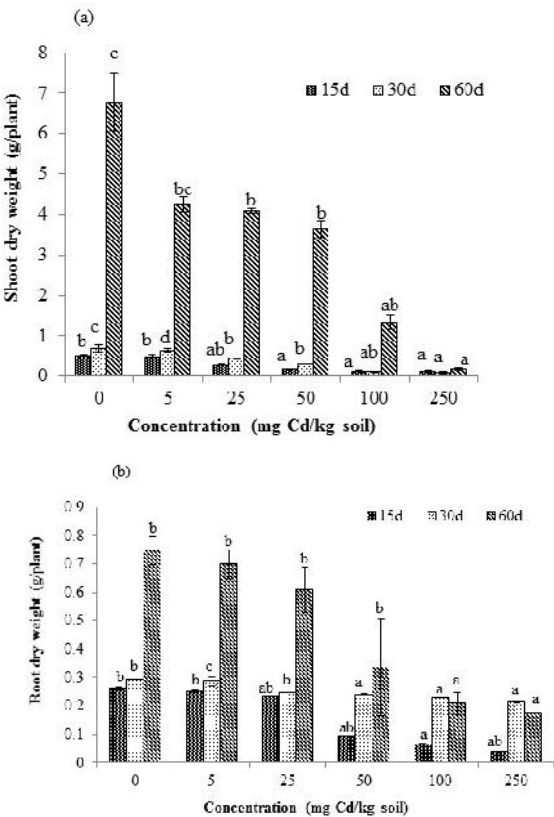 (a)
8
7
6
5
4
3
2
1
0
Shoot dry weight (g/plant)
15d 30d 60d
c
b c
bc
b d
b
ab b
b
a b
ab
a ab
a a a
0 5 25 50 100 250
Concentration (mg Cd/kg soil)
(b)
0.9
0.8
0.7
0.6
0.5
0.4
0.3
0.2
0.1
0
Root dry weight (g/plant)
15d 30d 60d
b
b b
b
b c
b
ab b
b
ab a
a a a
ab a a
0 5 25 50 100 250
Concentration (mg Cd/kg soil)